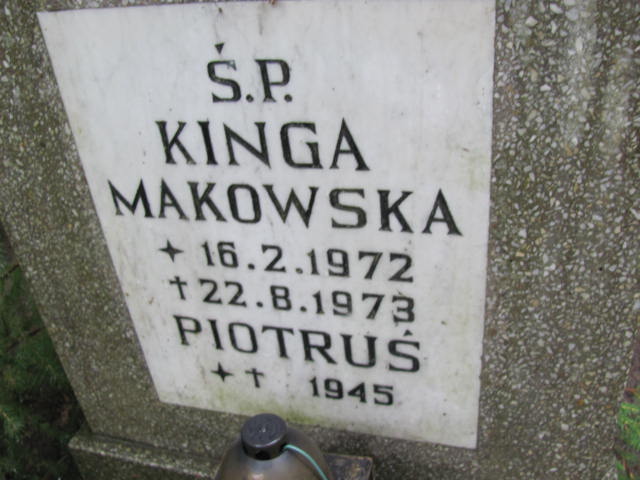 Ś.P.
KINGA
MAKOWSKA
✦ 16.2.1972
✝ 22.8.1973
PIOTRUŚ
✦ ✝ 1945